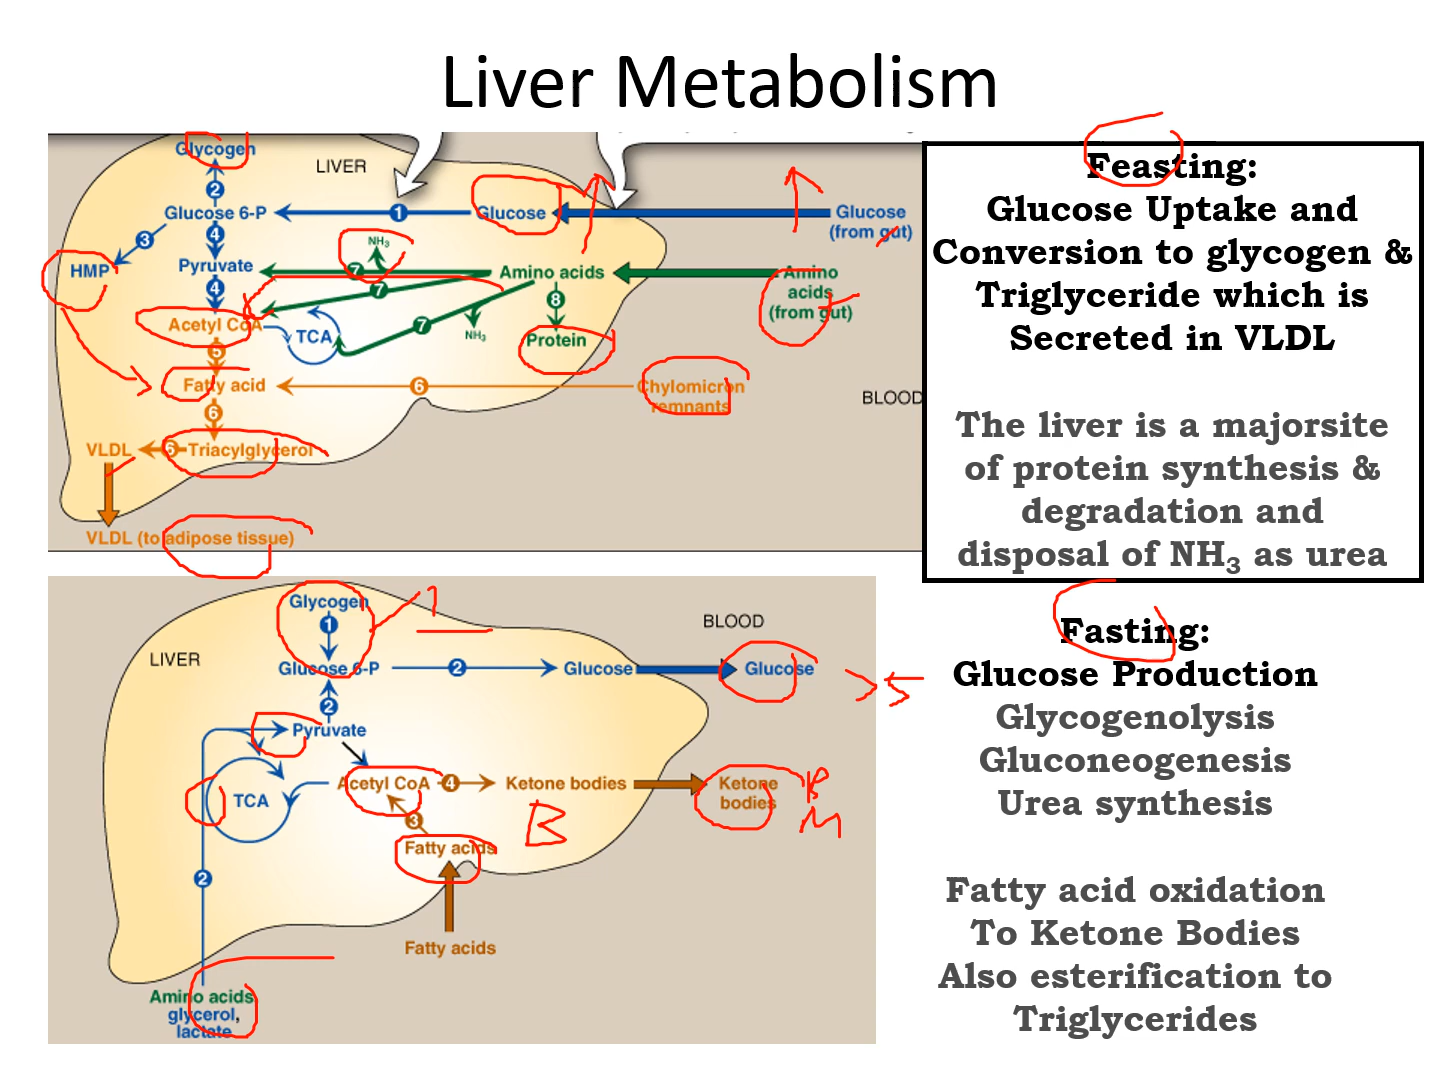 Liver Metabolism
Glycogen
LIVER
2
Glucose 6-P
1
Glucose
Glucose
(from gut)
3
4
HMP
Pyruvate
NH3
7
Amino acids
Amino
acids
(from gut)
4
7
8
Acetyl CoA
TCA
7
NH3
Protein
5
Fatty acid
6
Chylomicron
remnants
BLOOD
6
VLDL
6
Triacylglycerol
VLDL (to adipose tissue)
Feasting:
Glucose Uptake and
Conversion to glycogen &
Triglyceride which is
Secreted in VLDL
The liver is a majorsite
of protein synthesis &
degradation and
disposal of NH3 as urea
Glycogen
1
BLOOD
LIVER
Glucose 6-P
2
Glucose
Glucose
2
Pyruvate
TCA
Acetyl CoA
4
Ketone bodies
Ketone
bodies
3
B
M
Fatty acids
2
Fatty acids
Amino acids,
glycerol,
lactate
Fasting:
Glucose Production
Glycogenolysis
Gluconeogenesis
Urea synthesis
Fatty acid oxidation
To Ketone Bodies
Also esterification to
Triglycerides